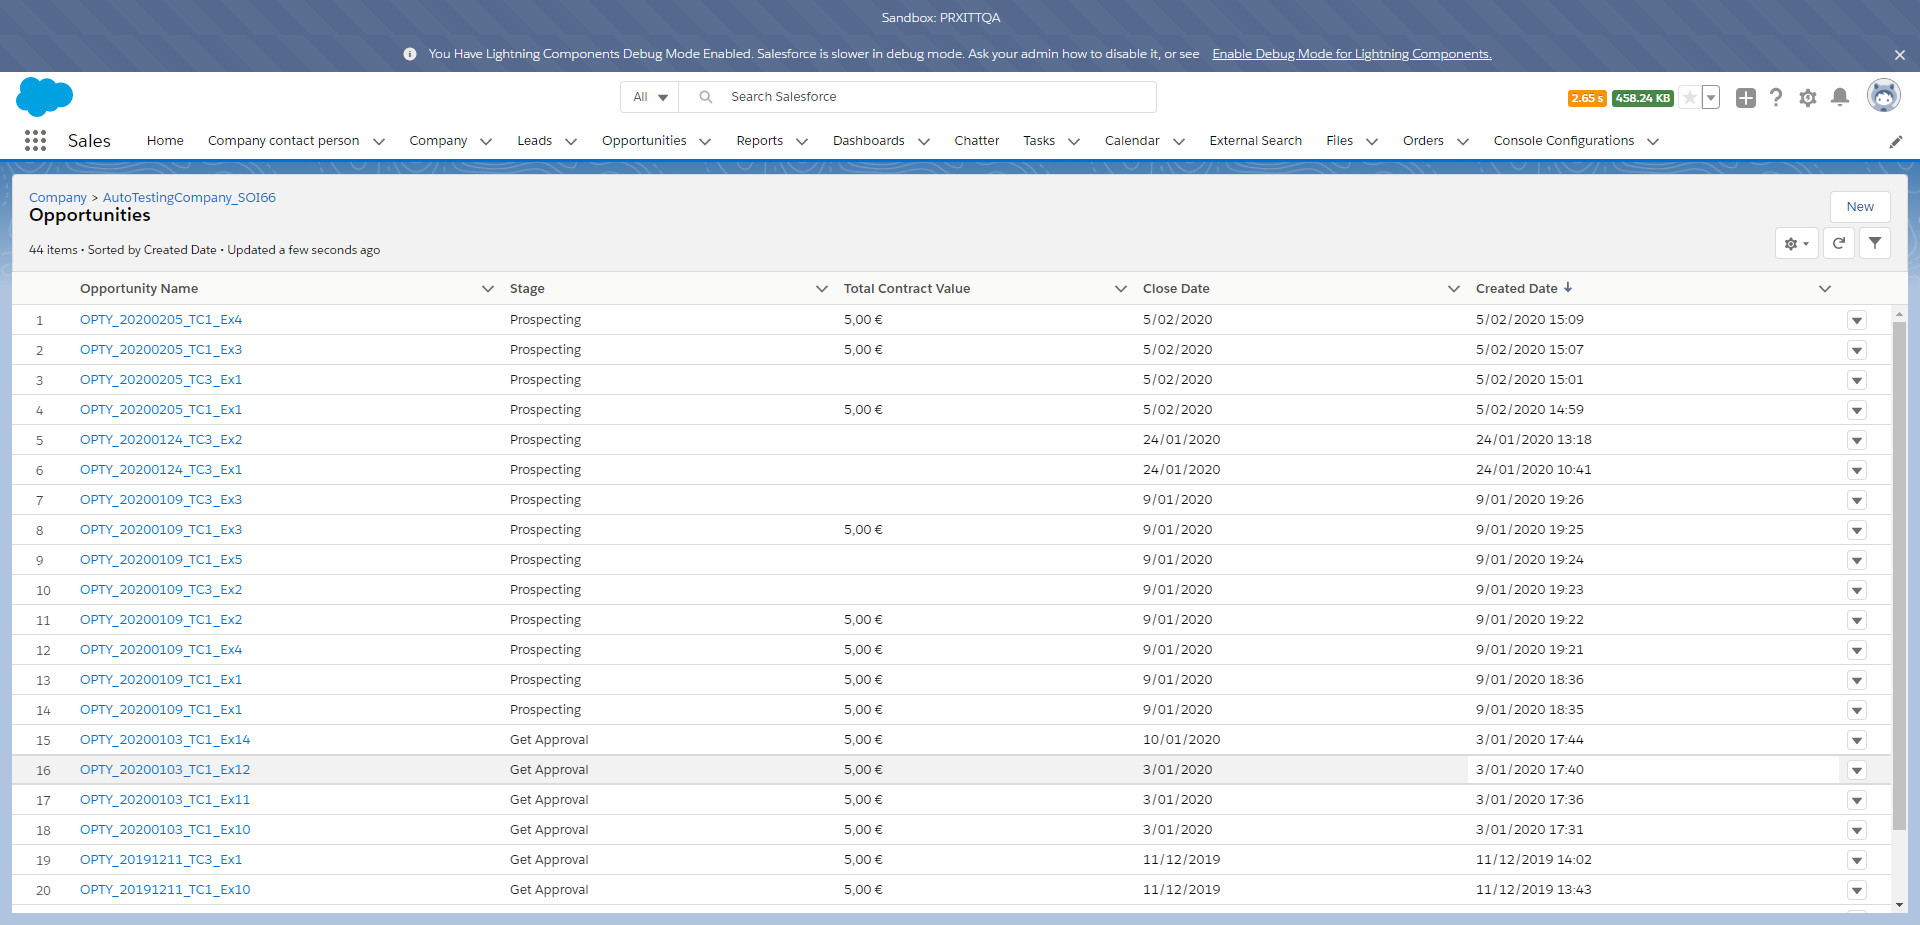 Sandbox: PRXITTQA
You Have Lightning Components Debug Mode Enabled. Salesforce is slower in debug mode. Ask your admin how to disable it, or see Enable Debug Mode for Lightning Components.
All Search Salesforce 2.65 s 458.24 KB
Sales Home Company contact person Company Leads Opportunities Reports Dashboards Chatter Tasks Calendar External Search Files Orders Console Configurations
Company > AutoTestingCompany_SOI66
Opportunities
New
44 items • Sorted by Created Date • Updated a few seconds ago
Opportunity Name Stage Total Contract Value Close Date Created Date
1 OPTY_20200205_TC1_Ex4 Prospecting 5,00 € 5/02/2020 5/02/2020 15:09
2 OPTY_20200205_TC1_Ex3 Prospecting 5,00 € 5/02/2020 5/02/2020 15:07
3 OPTY_20200205_TC3_Ex1 Prospecting 5/02/2020 5/02/2020 15:01
4 OPTY_20200205_TC1_Ex1 Prospecting 5,00 € 5/02/2020 5/02/2020 14:59
5 OPTY_20200124_TC3_Ex2 Prospecting 24/01/2020 24/01/2020 13:18
6 OPTY_20200124_TC3_Ex1 Prospecting 24/01/2020 24/01/2020 10:41
7 OPTY_20200109_TC3_Ex3 Prospecting 9/01/2020 9/01/2020 19:26
8 OPTY_20200109_TC1_Ex3 Prospecting 5,00 € 9/01/2020 9/01/2020 19:25
9 OPTY_20200109_TC1_Ex5 Prospecting 9/01/2020 9/01/2020 19:24
10 OPTY_20200109_TC3_Ex2 Prospecting 9/01/2020 9/01/2020 19:23
11 OPTY_20200109_TC1_Ex2 Prospecting 5,00 € 9/01/2020 9/01/2020 19:22
12 OPTY_20200109_TC1_Ex4 Prospecting 5,00 € 9/01/2020 9/01/2020 19:21
13 OPTY_20200109_TC1_Ex1 Prospecting 5,00 € 9/01/2020 9/01/2020 18:36
14 OPTY_20200109_TC1_Ex1 Prospecting 5,00 € 9/01/2020 9/01/2020 18:35
15 OPTY_20200103_TC1_Ex14 Get Approval 5,00 € 10/01/2020 3/01/2020 17:44
16 OPTY_20200103_TC1_Ex12 Get Approval 5,00 € 3/01/2020 3/01/2020 17:40
17 OPTY_20200103_TC1_Ex11 Get Approval 5,00 € 3/01/2020 3/01/2020 17:36
18 OPTY_20200103_TC1_Ex10 Get Approval 5,00 € 3/01/2020 3/01/2020 17:31
19 OPTY_20191211_TC3_Ex1 Get Approval 5,00 € 11/12/2019 11/12/2019 14:02
20 OPTY_20191211_TC1_Ex10 Get Approval 5,00 € 11/12/2019 11/12/2019 13:43